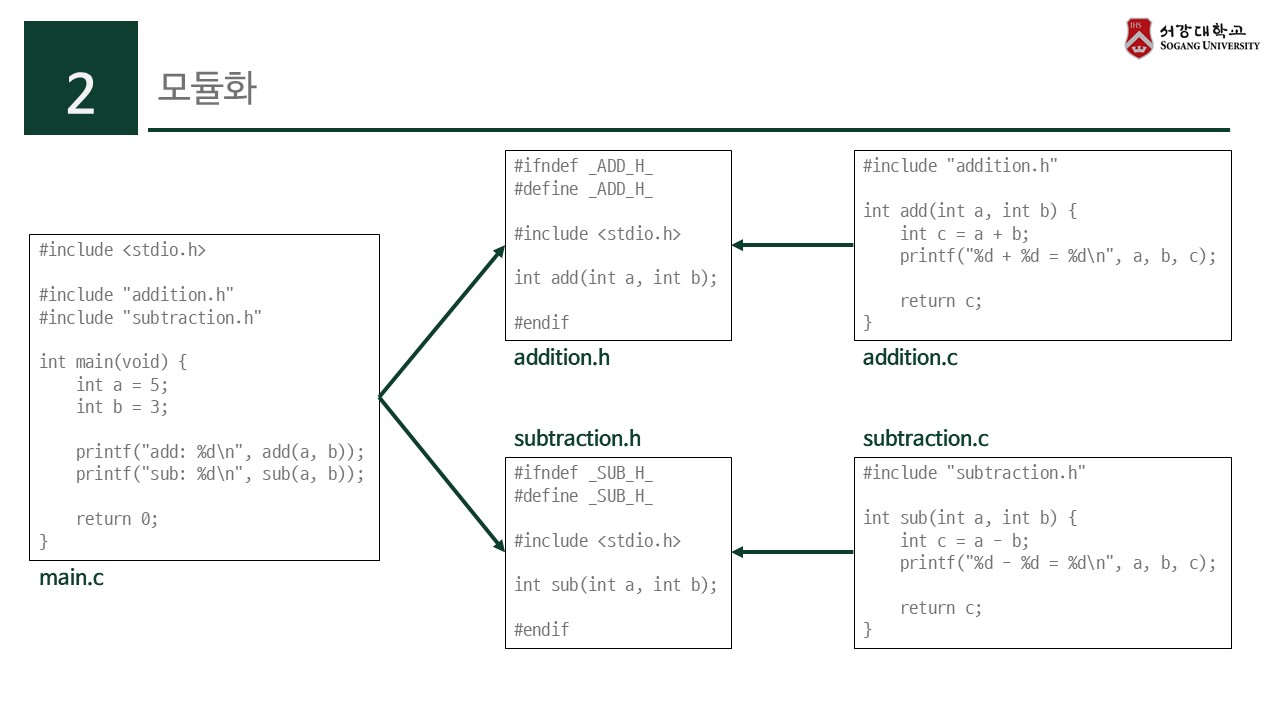 2
모듈화
IHS
서강대학교
SOGANG UNIVERSITY
#include <stdio.h>
#include "addition.h"
#include "subtraction.h"
int main(void) {
    int a = 5;
    int b = 3;
    printf("add: %d\n", add(a, b));
    printf("sub: %d\n", sub(a, b));
    return 0;
}
main.c
#ifndef _ADD_H_
#define _ADD_H_
#include <stdio.h>
int add(int a, int b);
#endif
addition.h
#include "addition.h"
int add(int a, int b) {
    int c = a + b;
    printf("%d + %d = %d\n", a, b, c);
    return c;
}
addition.c
subtraction.h
#ifndef _SUB_H_
#define _SUB_H_
#include <stdio.h>
int sub(int a, int b);
#endif
subtraction.c
#include "subtraction.h"
int sub(int a, int b) {
    int c = a - b;
    printf("%d - %d = %d\n", a, b, c);
    return c;
}